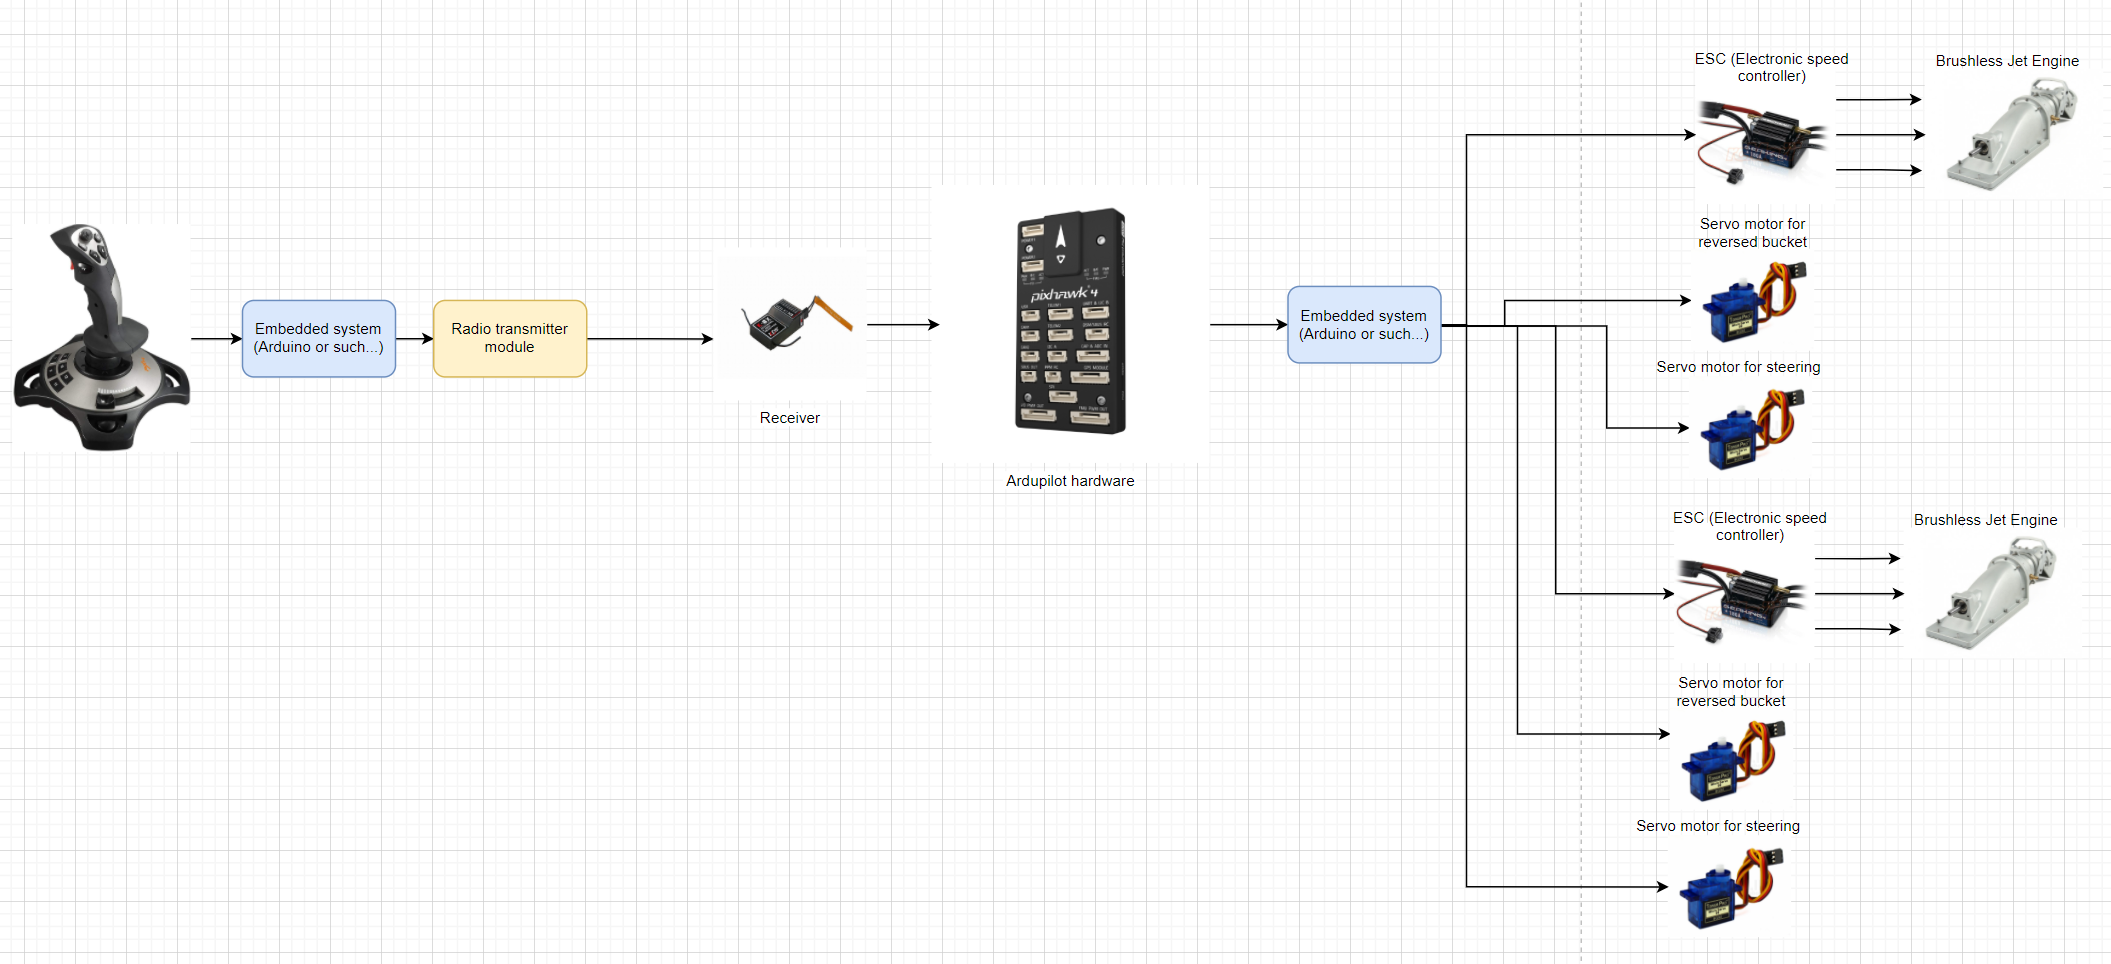 ESC (Electronic speed
controller)
Brushless Jet Engine
Servo motor for
reversed bucket
Embedded system
(Arduino or such...)
Radio transmitter
module
Receiver
pixhawk 4
Ardupilot hardware
Embedded system
(Arduino or such...)
Servo motor for steering
ESC (Electronic speed
controller)
Brushless Jet Engine
Servo motor for
reversed bucket
Servo motor for steering